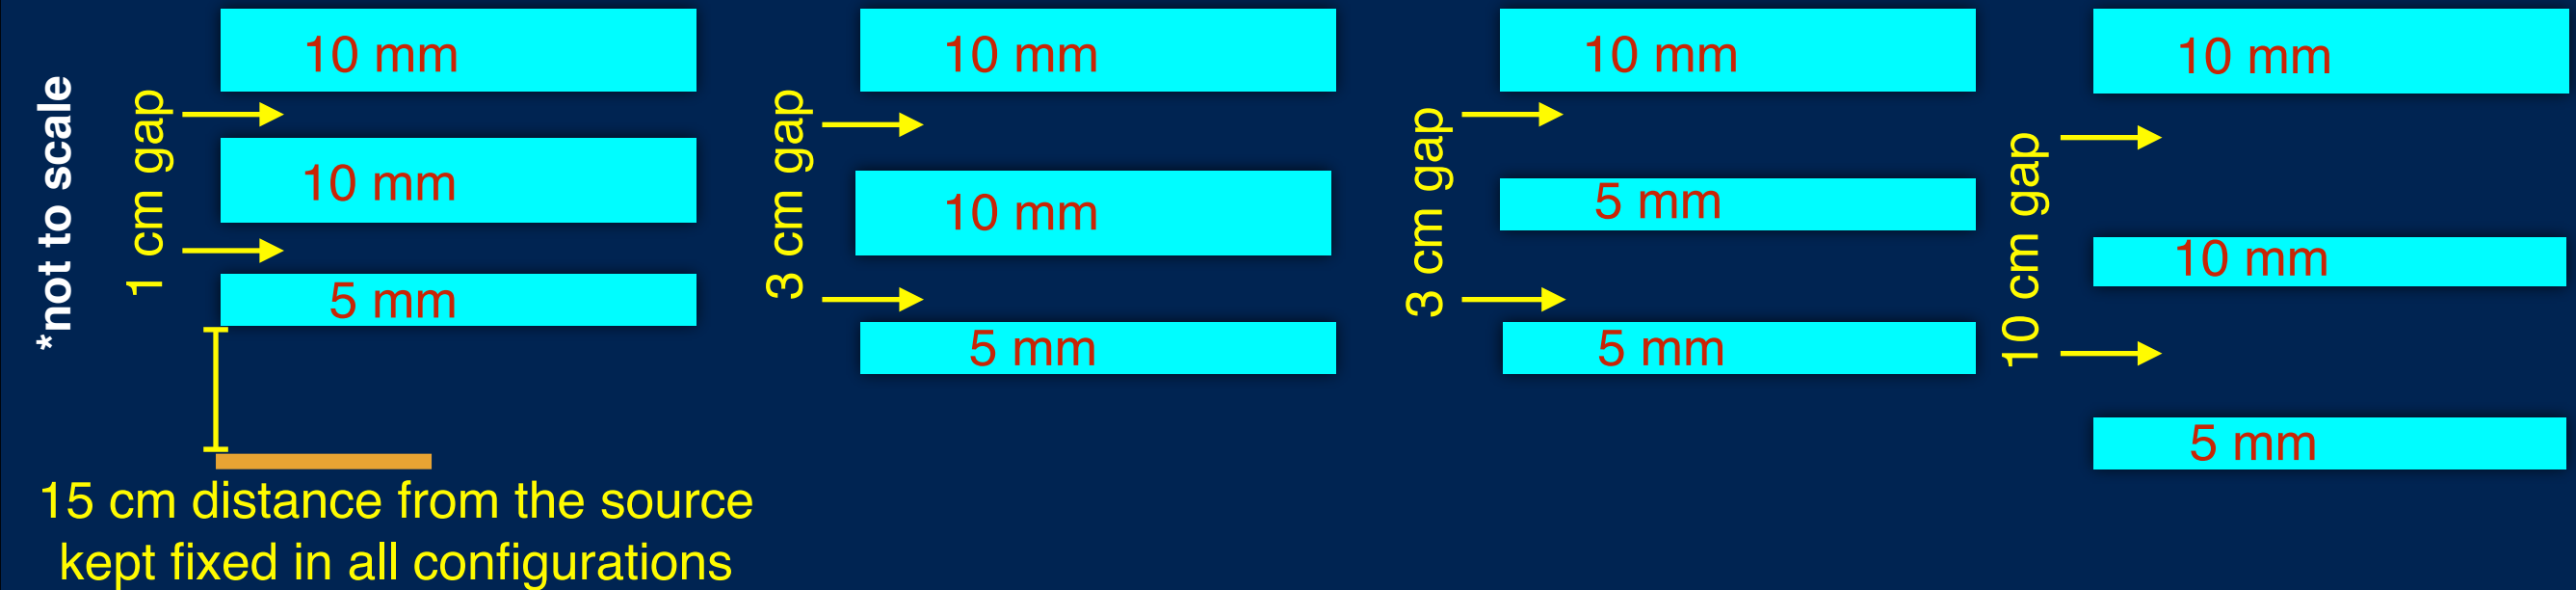 *not to scale
1 cm gap
10 mm
10 mm
5 mm
15 cm distance from the source
kept fixed in all configurations
3 cm gap
10 mm
10 mm
5 mm
3 cm gap
10 mm
5 mm
5 mm
10 cm gap
10 mm
10 mm
5 mm